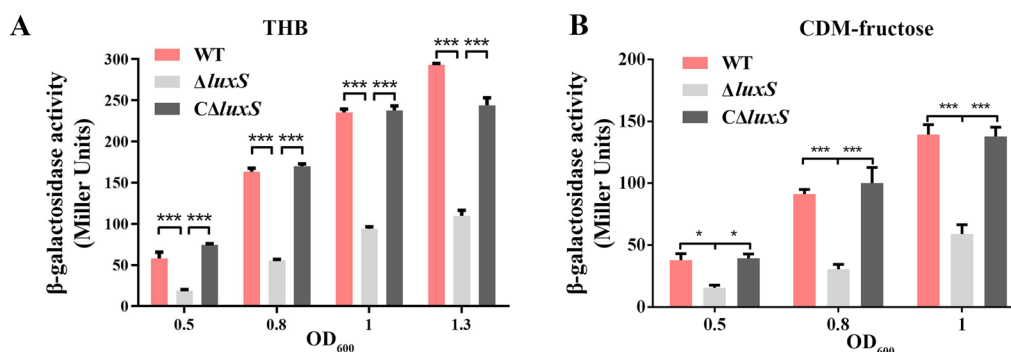 A
THB
WT
ΔluxS
CΔluxS
β-galactosidase activity
(Miller Units)
300
250
200
150
100
50
0
*** ***
*** ***
*** ***
*** ***
0.5 0.8 1 1.3
OD600
B
CDM-fructose
WT
ΔluxS
CΔluxS
β-galactosidase activity
(Miller Units)
200
150
100
50
0
* *
*** ***
*** ***
0.5 0.8 1
OD600